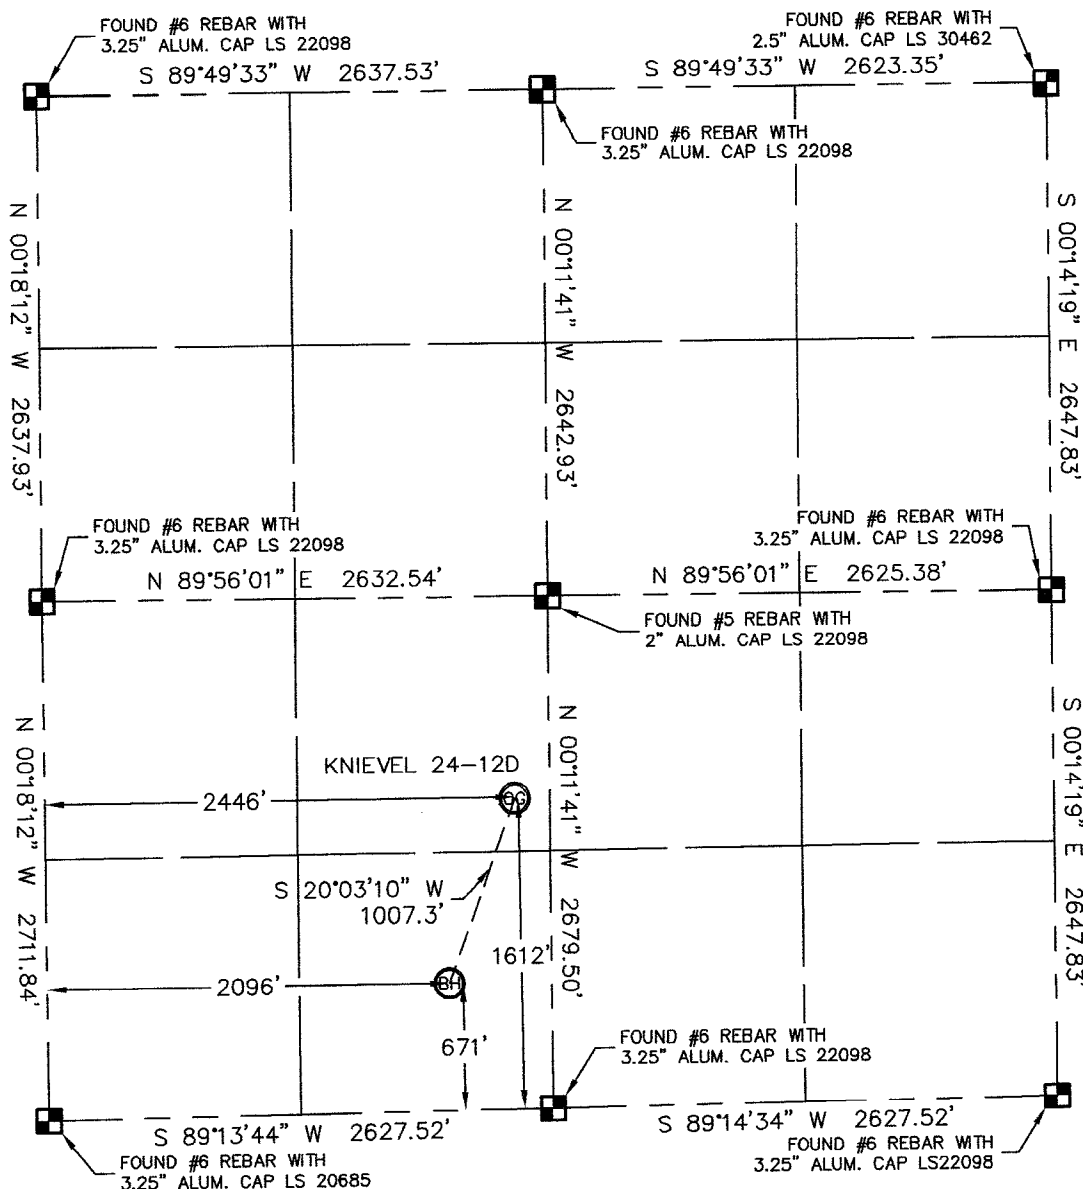 FOUND #6 REBAR WITH
3.25" ALUM. CAP LS 22098
FOUND #6 REBAR WITH
2.5" ALUM. CAP LS 30462
S 89°49'33" W 2637.53'
S 89°49'33" W 2623.35'
FOUND #6 REBAR WITH
3.25" ALUM. CAP LS 22098
N 00°18'12" W 2637.93'
N 00°11'41" W 2642.93'
S 00°14'19" E 2647.83'
FOUND #6 REBAR WITH
3.25" ALUM. CAP LS 22098
FOUND #6 REBAR WITH
3.25" ALUM. CAP LS 22098
N 89°56'01" E 2632.54'
N 89°56'01" E 2625.38'
FOUND #5 REBAR WITH
2" ALUM. CAP LS 22098
N 00°18'12" W 2711.84'
N 00°11'41" W 2679.50'
S 00°14'19" E 2647.83'
KNIEVEL 24-12D
2446'
S 20°03'10" W
1007.3'
1612'
2096'
BH
671'
FOUND #6 REBAR WITH
3.25" ALUM. CAP LS 22098
S 89°13'44" W 2627.52'
S 89°14'34" W 2627.52'
FOUND #6 REBAR WITH
3.25" ALUM. CAP LS22098
FOUND #6 REBAR WITH
3.25" ALUM. CAP LS 20685